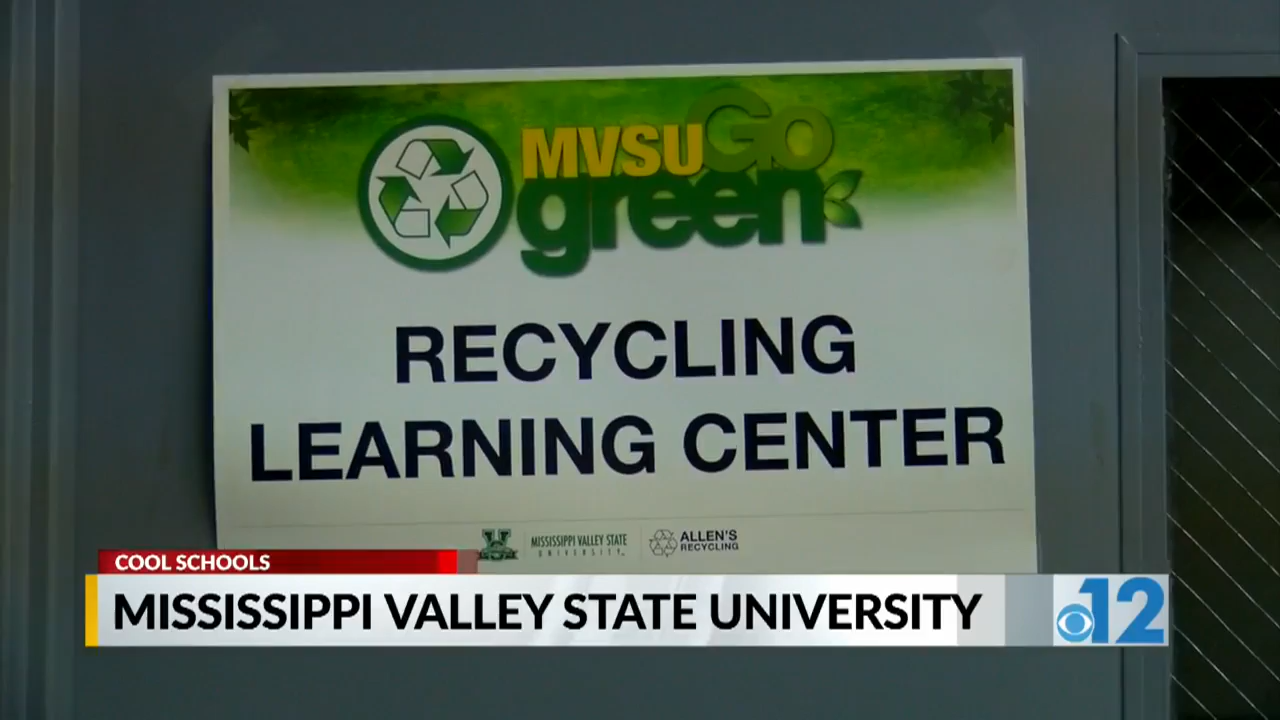 MVSU Go
green
RECYCLING
LEARNING CENTER
MISSISSIPPI VALLEY STATE
UNIVERSITY
ALLEN'S
RECYCLING
COOL SCHOOLS
MISSISSIPPI VALLEY STATE UNIVERSITY
12